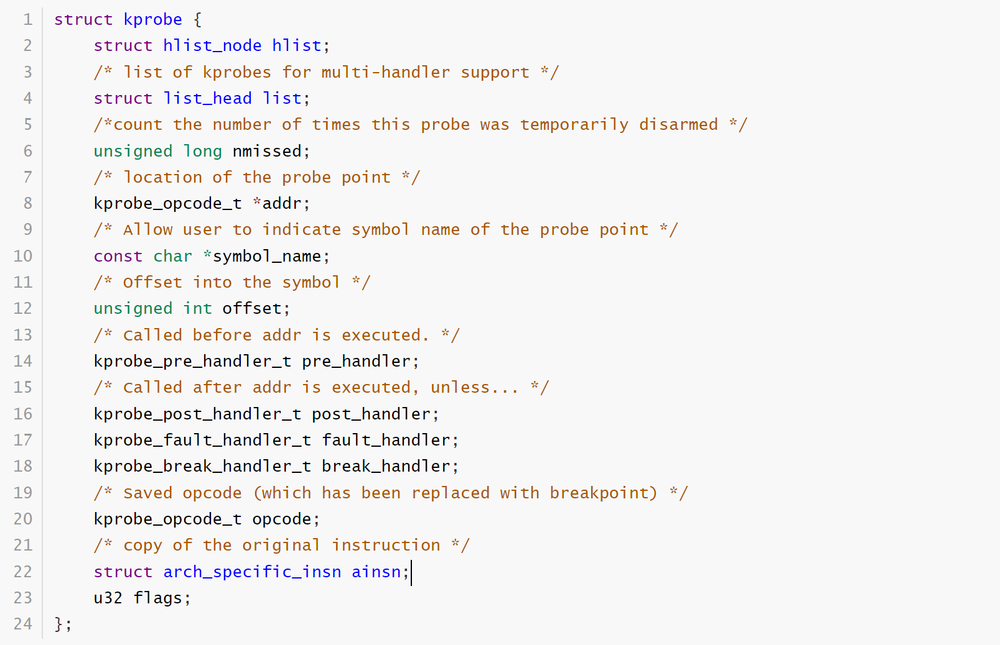 1 struct kprobe {
2 struct hlist_node hlist;
3 /* list of kprobes for multi-handler support */
4 struct list_head list;
5 /*count the number of times this probe was temporarily disarmed */
6 unsigned long nmissed;
7 /* location of the probe point */
8 kprobe_opcode_t *addr;
9 /* Allow user to indicate symbol name of the probe point */
10 const char *symbol_name;
11 /* Offset into the symbol */
12 unsigned int offset;
13 /* Called before addr is executed. */
14 kprobe_pre_handler_t pre_handler;
15 /* Called after addr is executed, unless... */
16 kprobe_post_handler_t post_handler;
17 kprobe_fault_handler_t fault_handler;
18 kprobe_break_handler_t break_handler;
19 /* Saved opcode (which has been replaced with breakpoint) */
20 kprobe_opcode_t opcode;
21 /* copy of the original instruction */
22 struct arch_specific_insn ainsn;
23 u32 flags;
24 };